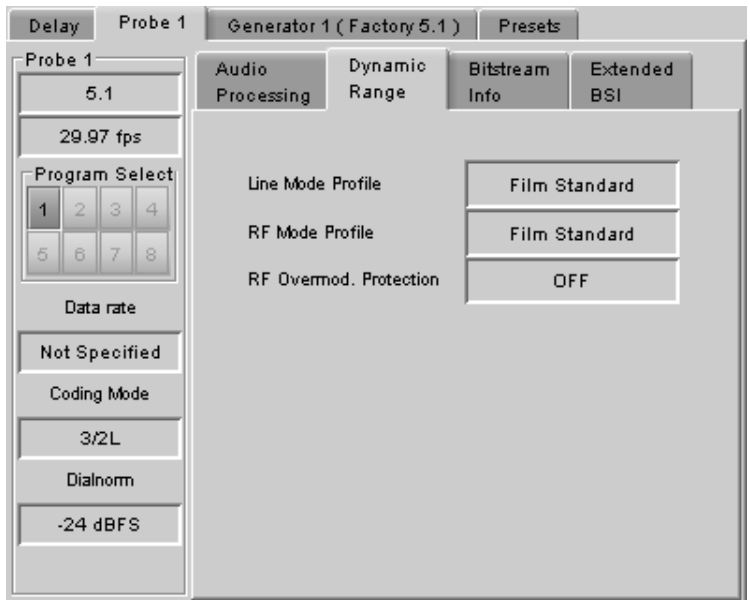 Delay
Probe 1
Generator 1 ( Factory 5.1 )
Presets
Probe 1
5.1
29.97 fps
Program Select
1 2 3 4
5 6 7 8
Data rate
Not Specified
Coding Mode
3/2L
Dialnorm
-24 dBFS
Audio
Processing
Dynamic
Range
Bitstream
Info
Extended
BSI
Line Mode Profile
Film Standard
RF Mode Profile
Film Standard
RF Overmod. Protection
OFF